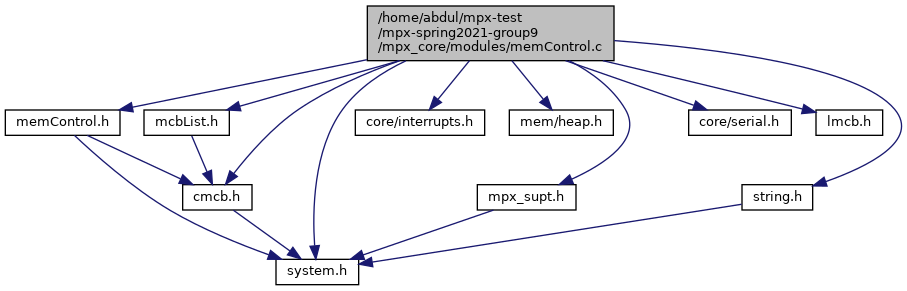 /home/abdul/mpx-test
/mpx-spring2021-group9
/mpx_core/modules/memControl.c
memControl.h
mcbList.h
core/interrupts.h
mem/heap.h
core/serial.h
lmcb.h
cmcb.h
mpx_supt.h
string.h
system.h